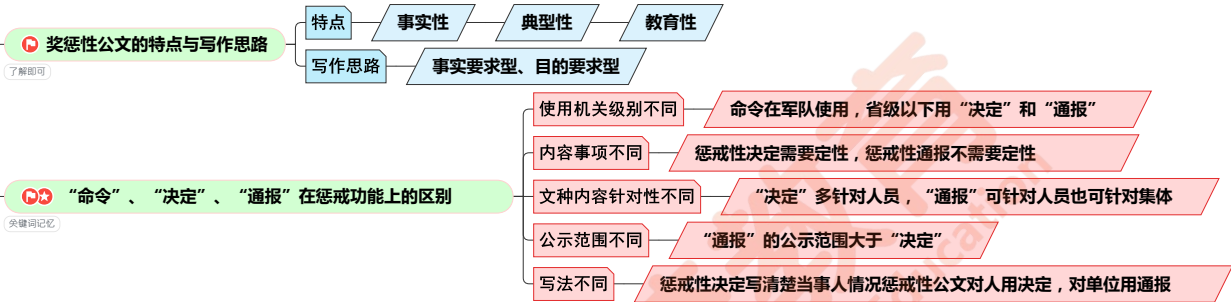 特点
事实性
典型性
教育性
奖惩性公文的特点与写作思路
了解即可
写作思路
事实要求型、目的要求型
使用机关级别不同
命令在军队使用，省级以下用“决定”和“通报”
内容事项不同
惩戒性决定需要定性，惩戒性通报不需要定性
“命令”、“决定”、“通报”在惩戒功能上的区别
关键词记忆
文种内容针对性不同
“决定”多针对人员，“通报”可针对人员也可针对集体
公示范围不同
“通报”的公示范围大于“决定”
写法不同
惩戒性决定写清楚当事人情况惩戒性公文对人用决定，对单位用通报
教育
Education